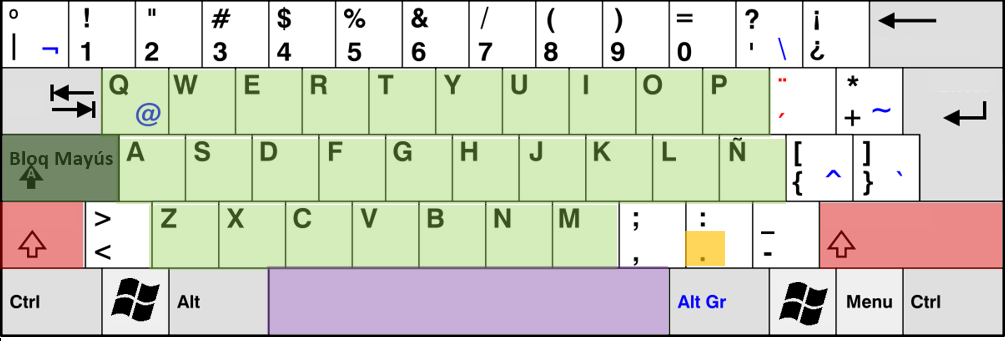 ° ! " # $ % & / ( ) = ? ¡
| ¬ 1 2 3 4 5 6 7 8 9 0 ' \ ¿
Q W E R T Y U I O P ¨ *
@ ´ + ~
Bloq Mayús A S D F G H J K L Ñ [ ]
A { ^ } `
> Z X C V B N M ; : _
< , . -
Ctrl Alt Alt Gr Menu Ctrl